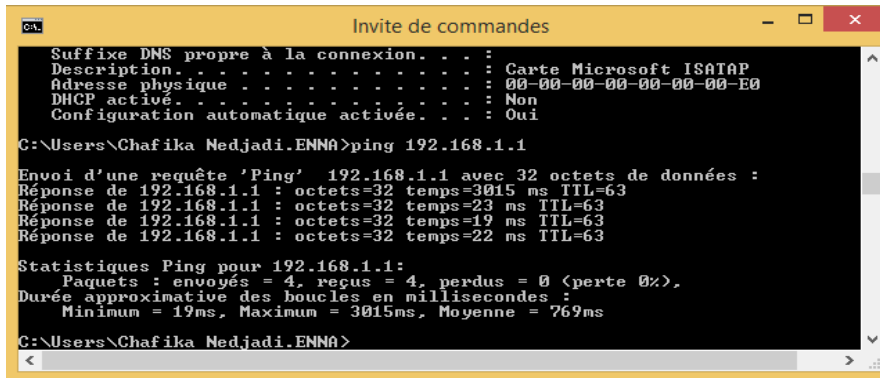 Invite de commandes
Suffixe DNS propre à la connexion. . . :
Description. . . . . . . . . . . . . . : Carte Microsoft ISATAP
Adresse physique . . . . . . . . . . . : 00-00-00-00-00-00-00-E0
DHCP activé. . . . . . . . . . . . . . : Non
Configuration automatique activée. . . : Oui
C:\Users\Chafika Nedjadi.ENNA>ping 192.168.1.1
Envoi d'une requête 'Ping'  192.168.1.1 avec 32 octets de données :
Réponse de 192.168.1.1 : octets=32 temps=3015 ms TTL=63
Réponse de 192.168.1.1 : octets=32 temps=23 ms TTL=63
Réponse de 192.168.1.1 : octets=32 temps=19 ms TTL=63
Réponse de 192.168.1.1 : octets=32 temps=22 ms TTL=63
Statistiques Ping pour 192.168.1.1:
Paquets : envoyés = 4, reçus = 4, perdus = 0 (perte 0%),
Durée approximative des boucles en millisecondes :
Minimum = 19ms, Maximum = 3015ms, Moyenne = 769ms
C:\Users\Chafika Nedjadi.ENNA>